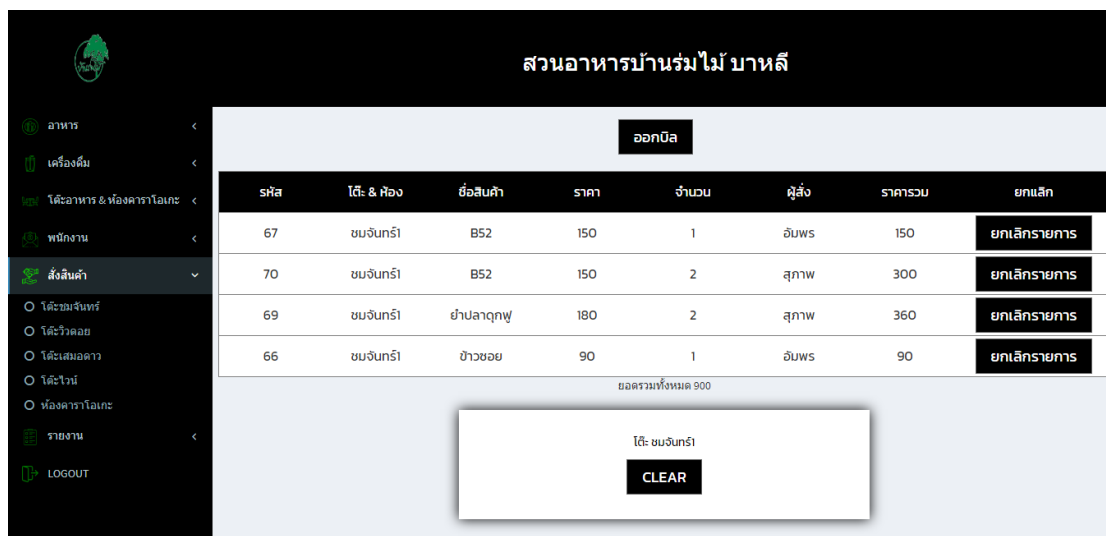 สวนอาหารบ้านร่มไม้ บาหลี
อาหาร
เครื่องดื่ม
โต๊ะอาหาร & ห้องคาราโอเกะ
พนักงาน
สั่งสินค้า
โต๊ะชมจันทร์
โต๊ะวิวดอย
โต๊ะเสมอดาว
โต๊ะไวน์
ห้องคาราโอเกะ
รายงาน
LOGOUT
ออกบิล
รหัส โต๊ะ & ห้อง ชื่อสินค้า ราคา จำนวน ผู้สั่ง ราคารวม ยกเลิก
67 ชมจันทร์1 B52 150 1 อัมพร 150 ยกเลิกรายการ
70 ชมจันทร์1 B52 150 2 สุภาพ 300 ยกเลิกรายการ
69 ชมจันทร์1 ยำปลาดุกฟู 180 2 สุภาพ 360 ยกเลิกรายการ
66 ชมจันทร์1 ข้าวซอย 90 1 อัมพร 90 ยกเลิกรายการ
ยอดรวมทั้งหมด 900
โต๊ะ ชมจันทร์1
CLEAR